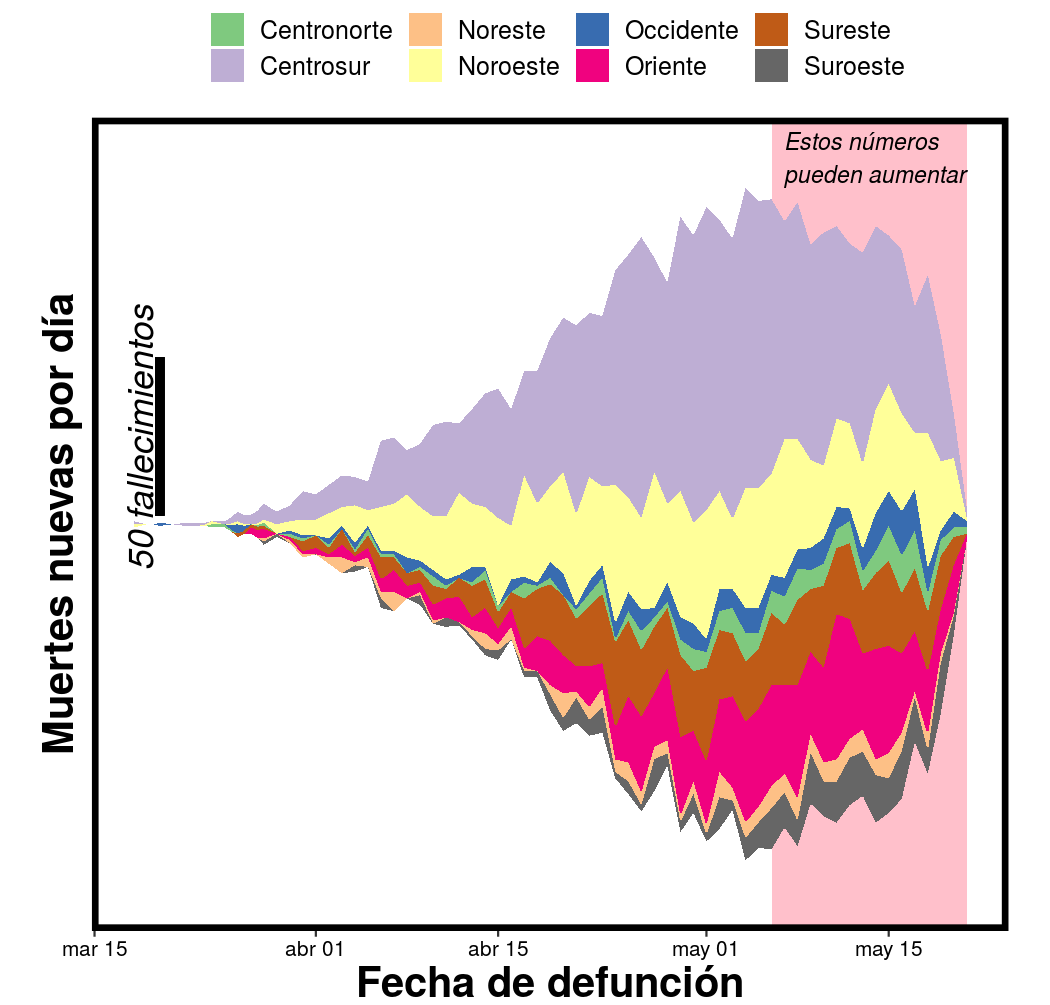 Centronorte Noreste Occidente Sureste
Centrosur Noroeste Oriente Suroeste
Estos números
pueden aumentar
50 fallecimientos
Muertes nuevas por día
mar 15 abr 01 abr 15 may 01 may 15
Fecha de defunción